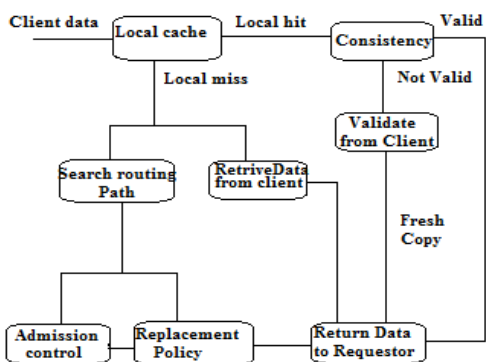 Client data
Local cache
Local hit
Consistency
Valid
Local miss
Not Valid
Validate
from Client
Search routing
Path
RetriveData
from client
Fresh
Copy
Admission
control
Replacement
Policy
Return Data
to Requestor